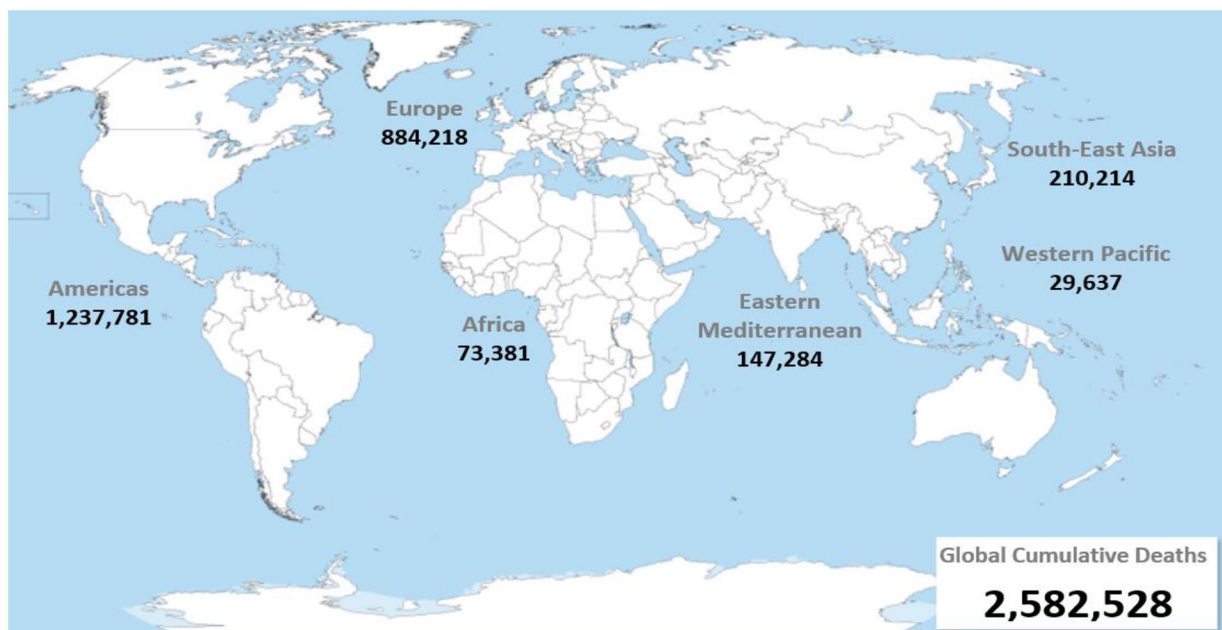 Europe
884,218
South-East Asia
210,214
Western Pacific
29,637
Americas
1,237,781
Africa
73,381
Eastern
Mediterranean
147,284
Global Cumulative Deaths
2,582,528